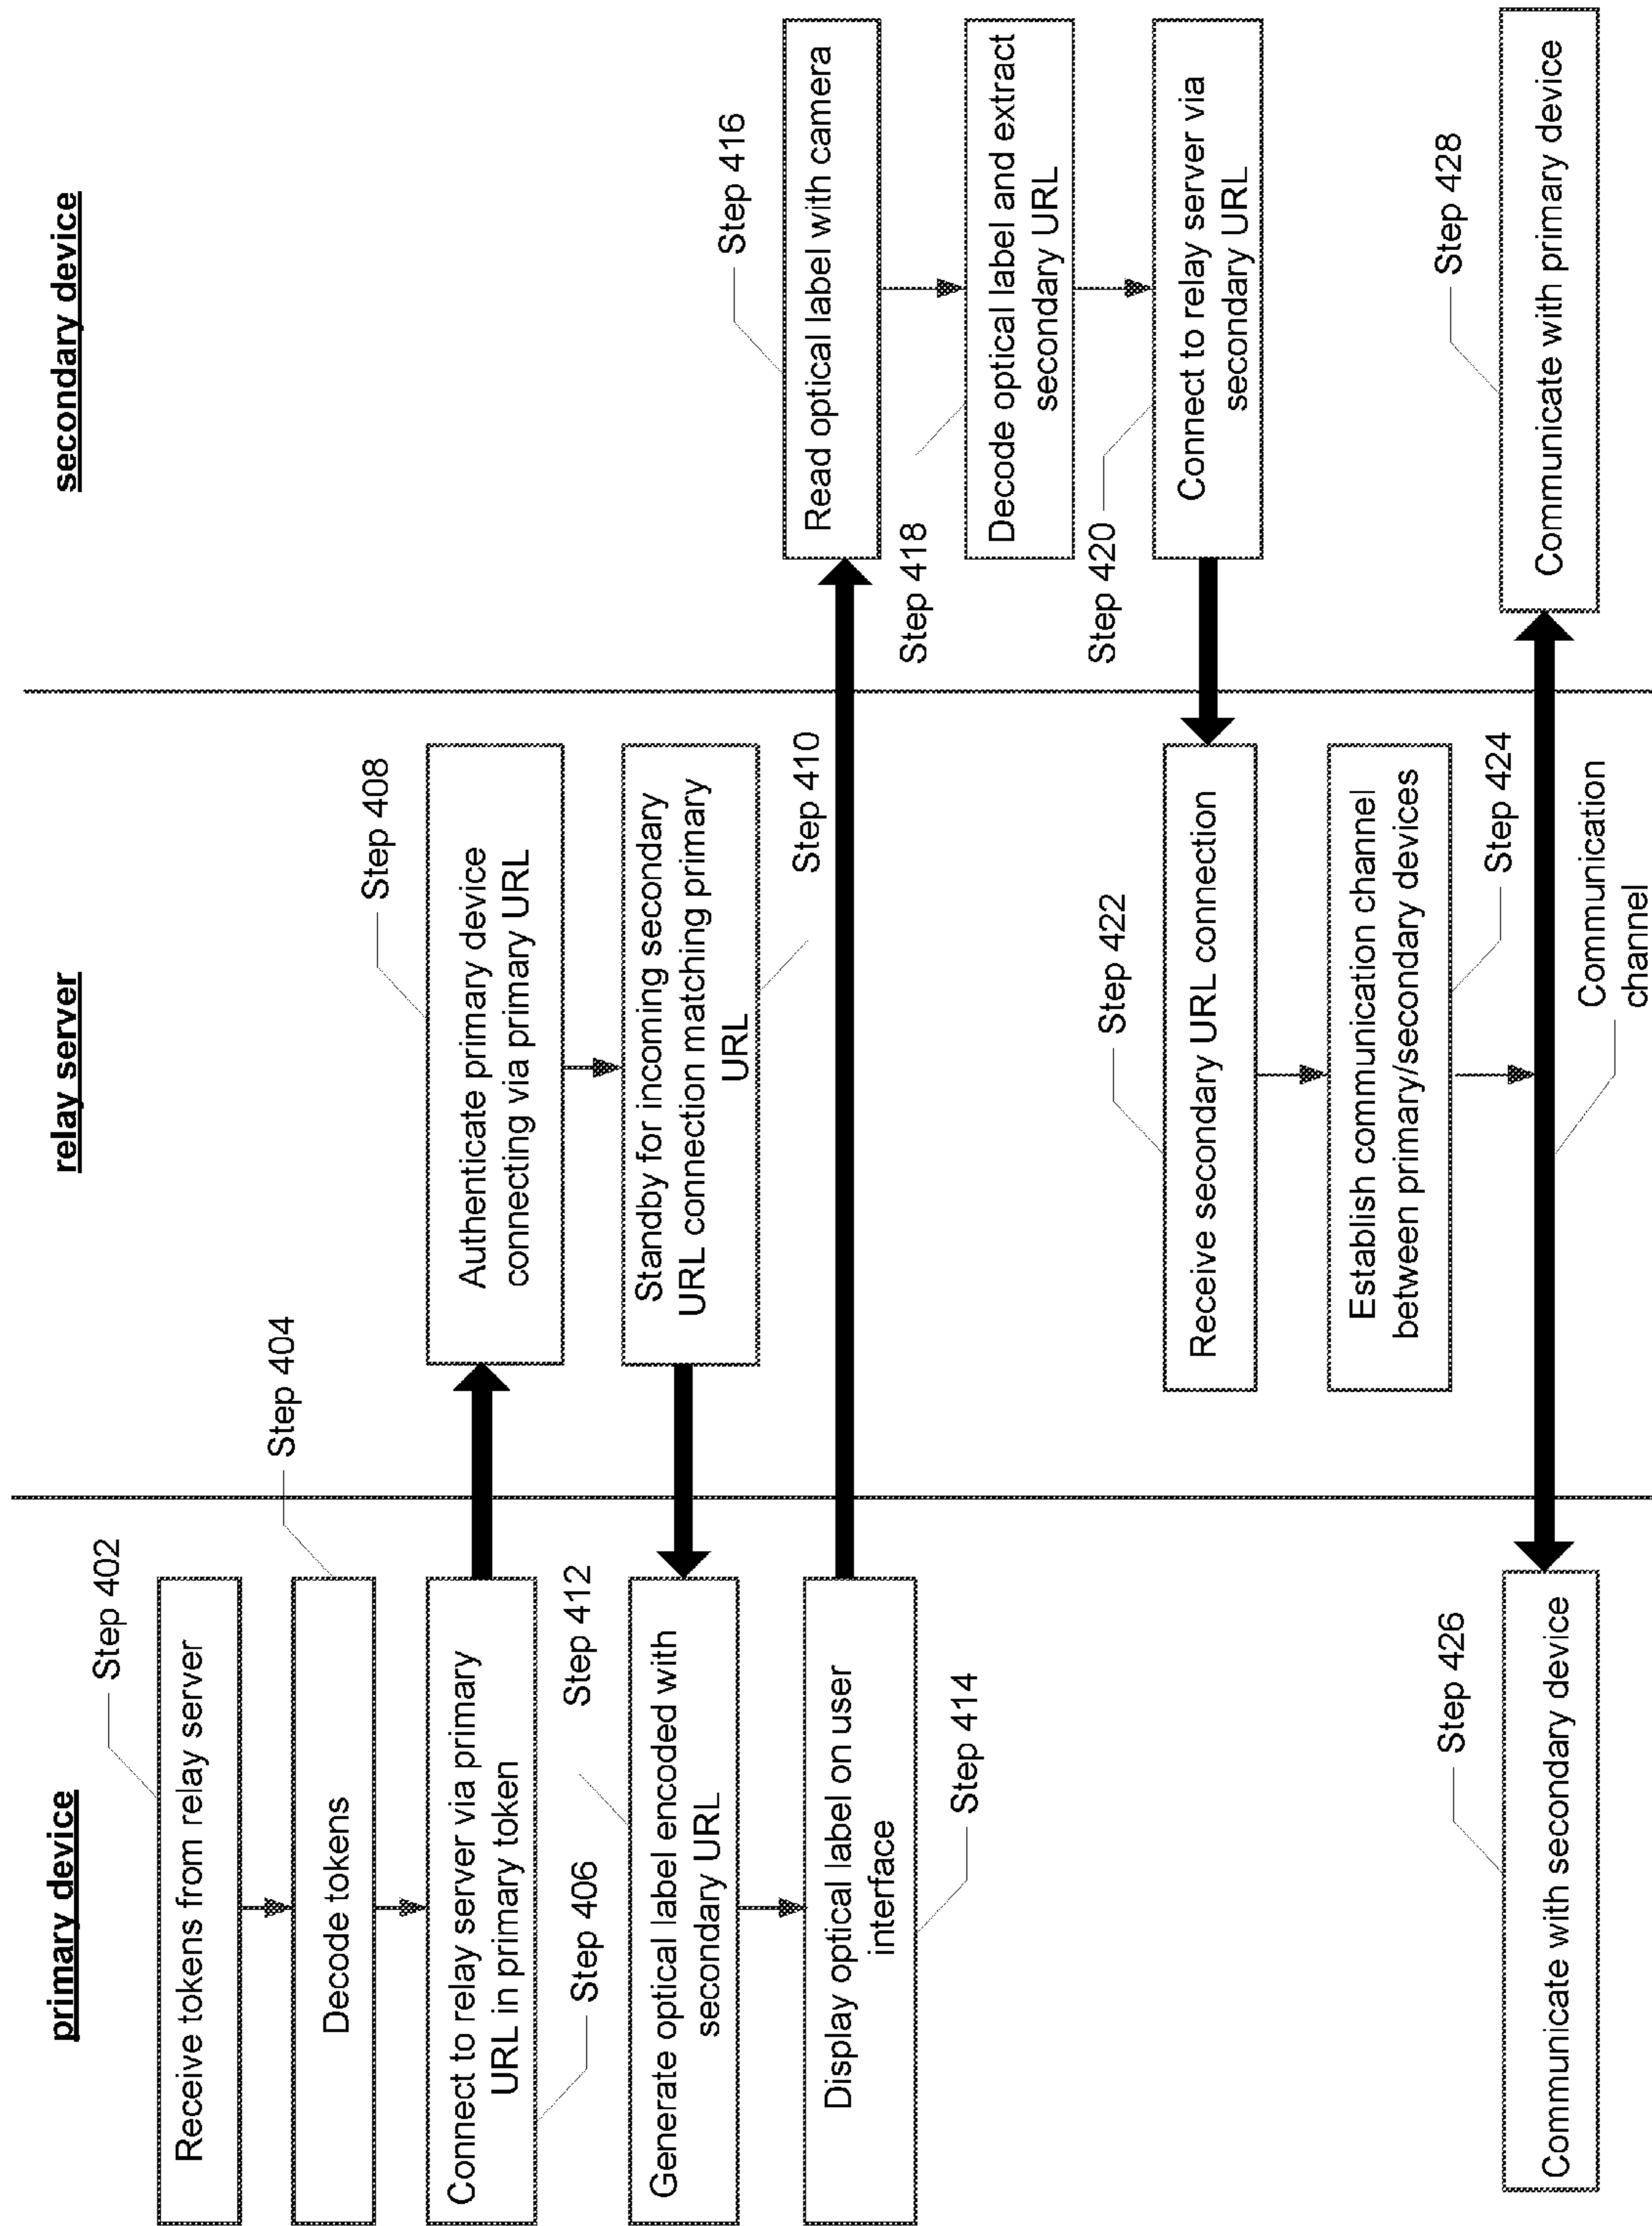 primary device
relay server
secondary device
Step 402
Receive tokens from relay server
Step 404
Decode tokens
Connect to relay server via primary
URL in primary token
Step 406
Step 408
Authenticate primary device
connecting via primary URL
Standby for incoming secondary
URL connection matching primary
URL
Step 410
Step 412
Generate optical label encoded with
secondary URL
Display optical label on user
interface
Step 414
Step 416
Read optical label with camera
Step 418
Decode optical label and extract
secondary URL
Step 420
Connect to relay server via
secondary URL
Step 422
Receive secondary URL connection
Establish communication channel
between primary/secondary devices
Step 424
Communication
channel
Step 426
Communicate with secondary device
Step 428
Communicate with primary device